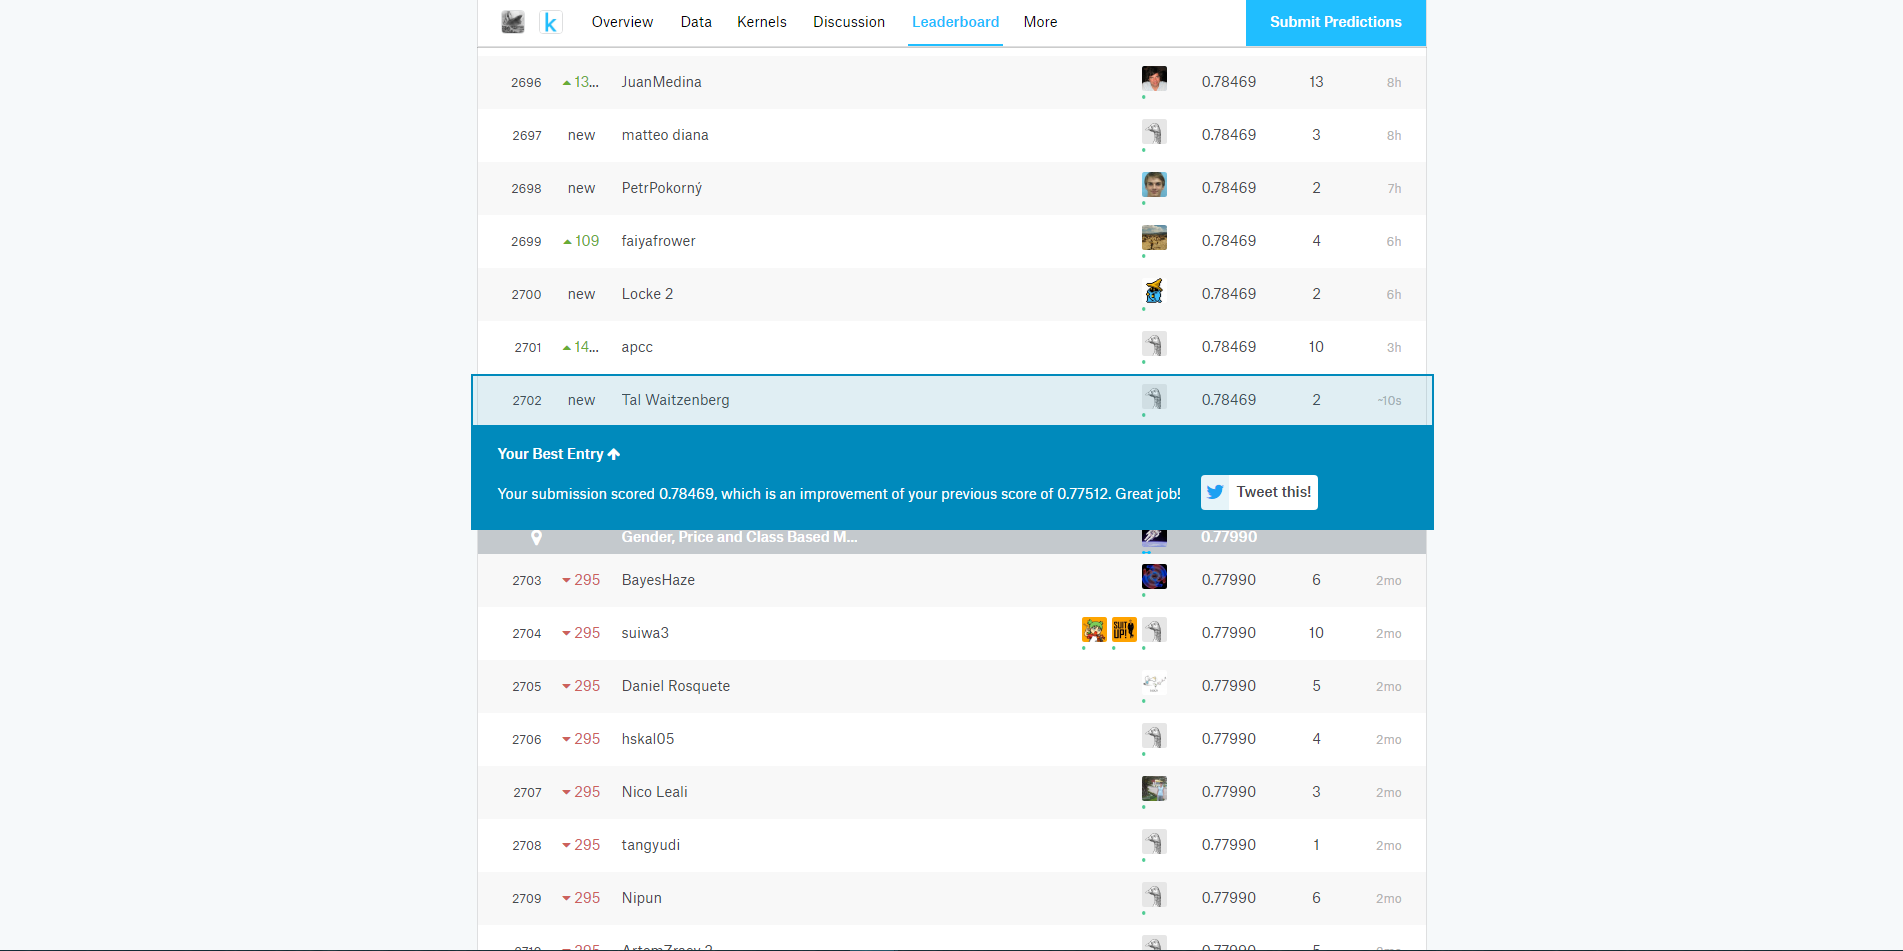 k Overview Data Kernels Discussion Leaderboard More Submit Predictions
2696 13... JuanMedina 0.78469 13 8h
2697 new matteo diana 0.78469 3 8h
2698 new PetrPokorný 0.78469 2 7h
2699 109 faiyafrower 0.78469 4 6h
2700 new Locke 2 0.78469 2 6h
2701 14... apcc 0.78469 10 3h
2702 new Tal Waitzenberg 0.78469 2 ~10s
Your Best Entry
Your submission scored 0.78469, which is an improvement of your previous score of 0.77512. Great job! Tweet this!
Gender, Price and Class Based M... 0.77990
2703 295 BayesHaze 0.77990 6 2mo
2704 295 suiwa3 SUIT UP! 0.77990 10 2mo
2705 295 Daniel Rosquete 0.77990 5 2mo
2706 295 hskal05 0.77990 4 2mo
2707 295 Nico Leali 0.77990 3 2mo
2708 295 tangyudi 0.77990 1 2mo
2709 295 Nipun 0.77990 6 2mo
295 0.77990 5